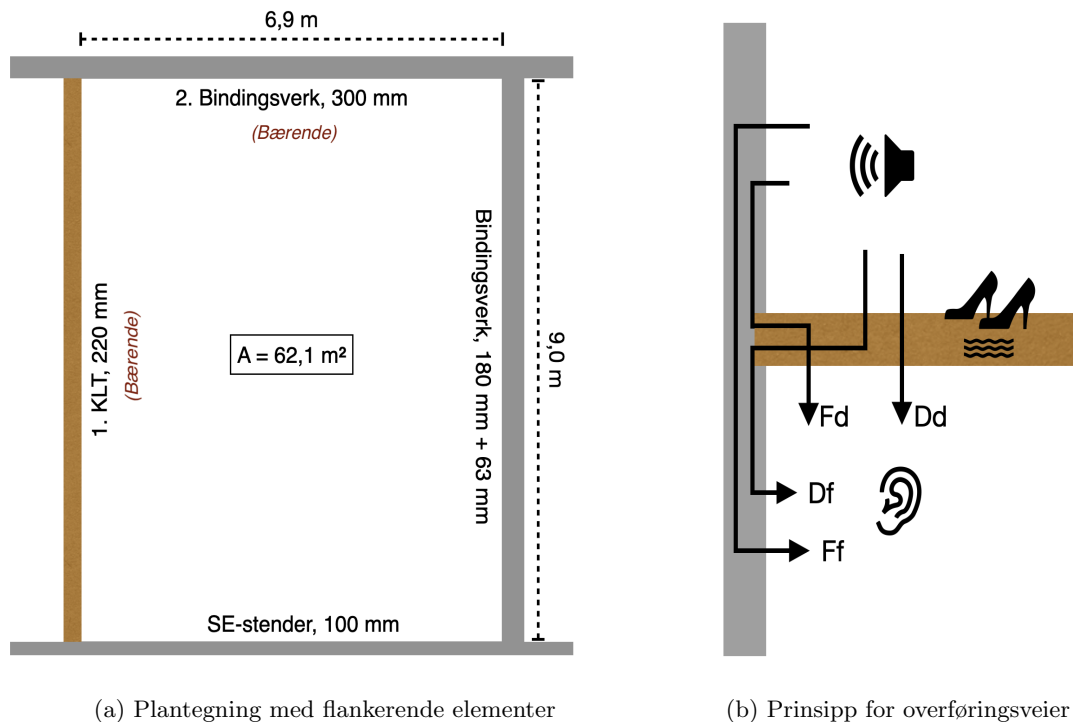 6,9 m
2. Bindingsverk, 300 mm
(Bærende)
1. KLT, 220 mm
(Bærende)
A = 62,1 m²
Bindingsverk, 180 mm + 63 mm
9,0 m
SE-stender, 100 mm
(a) Plantegning med flankerende elementer
Fd
Dd
Df
Ff
(b) Prinsipp for overføringsveier